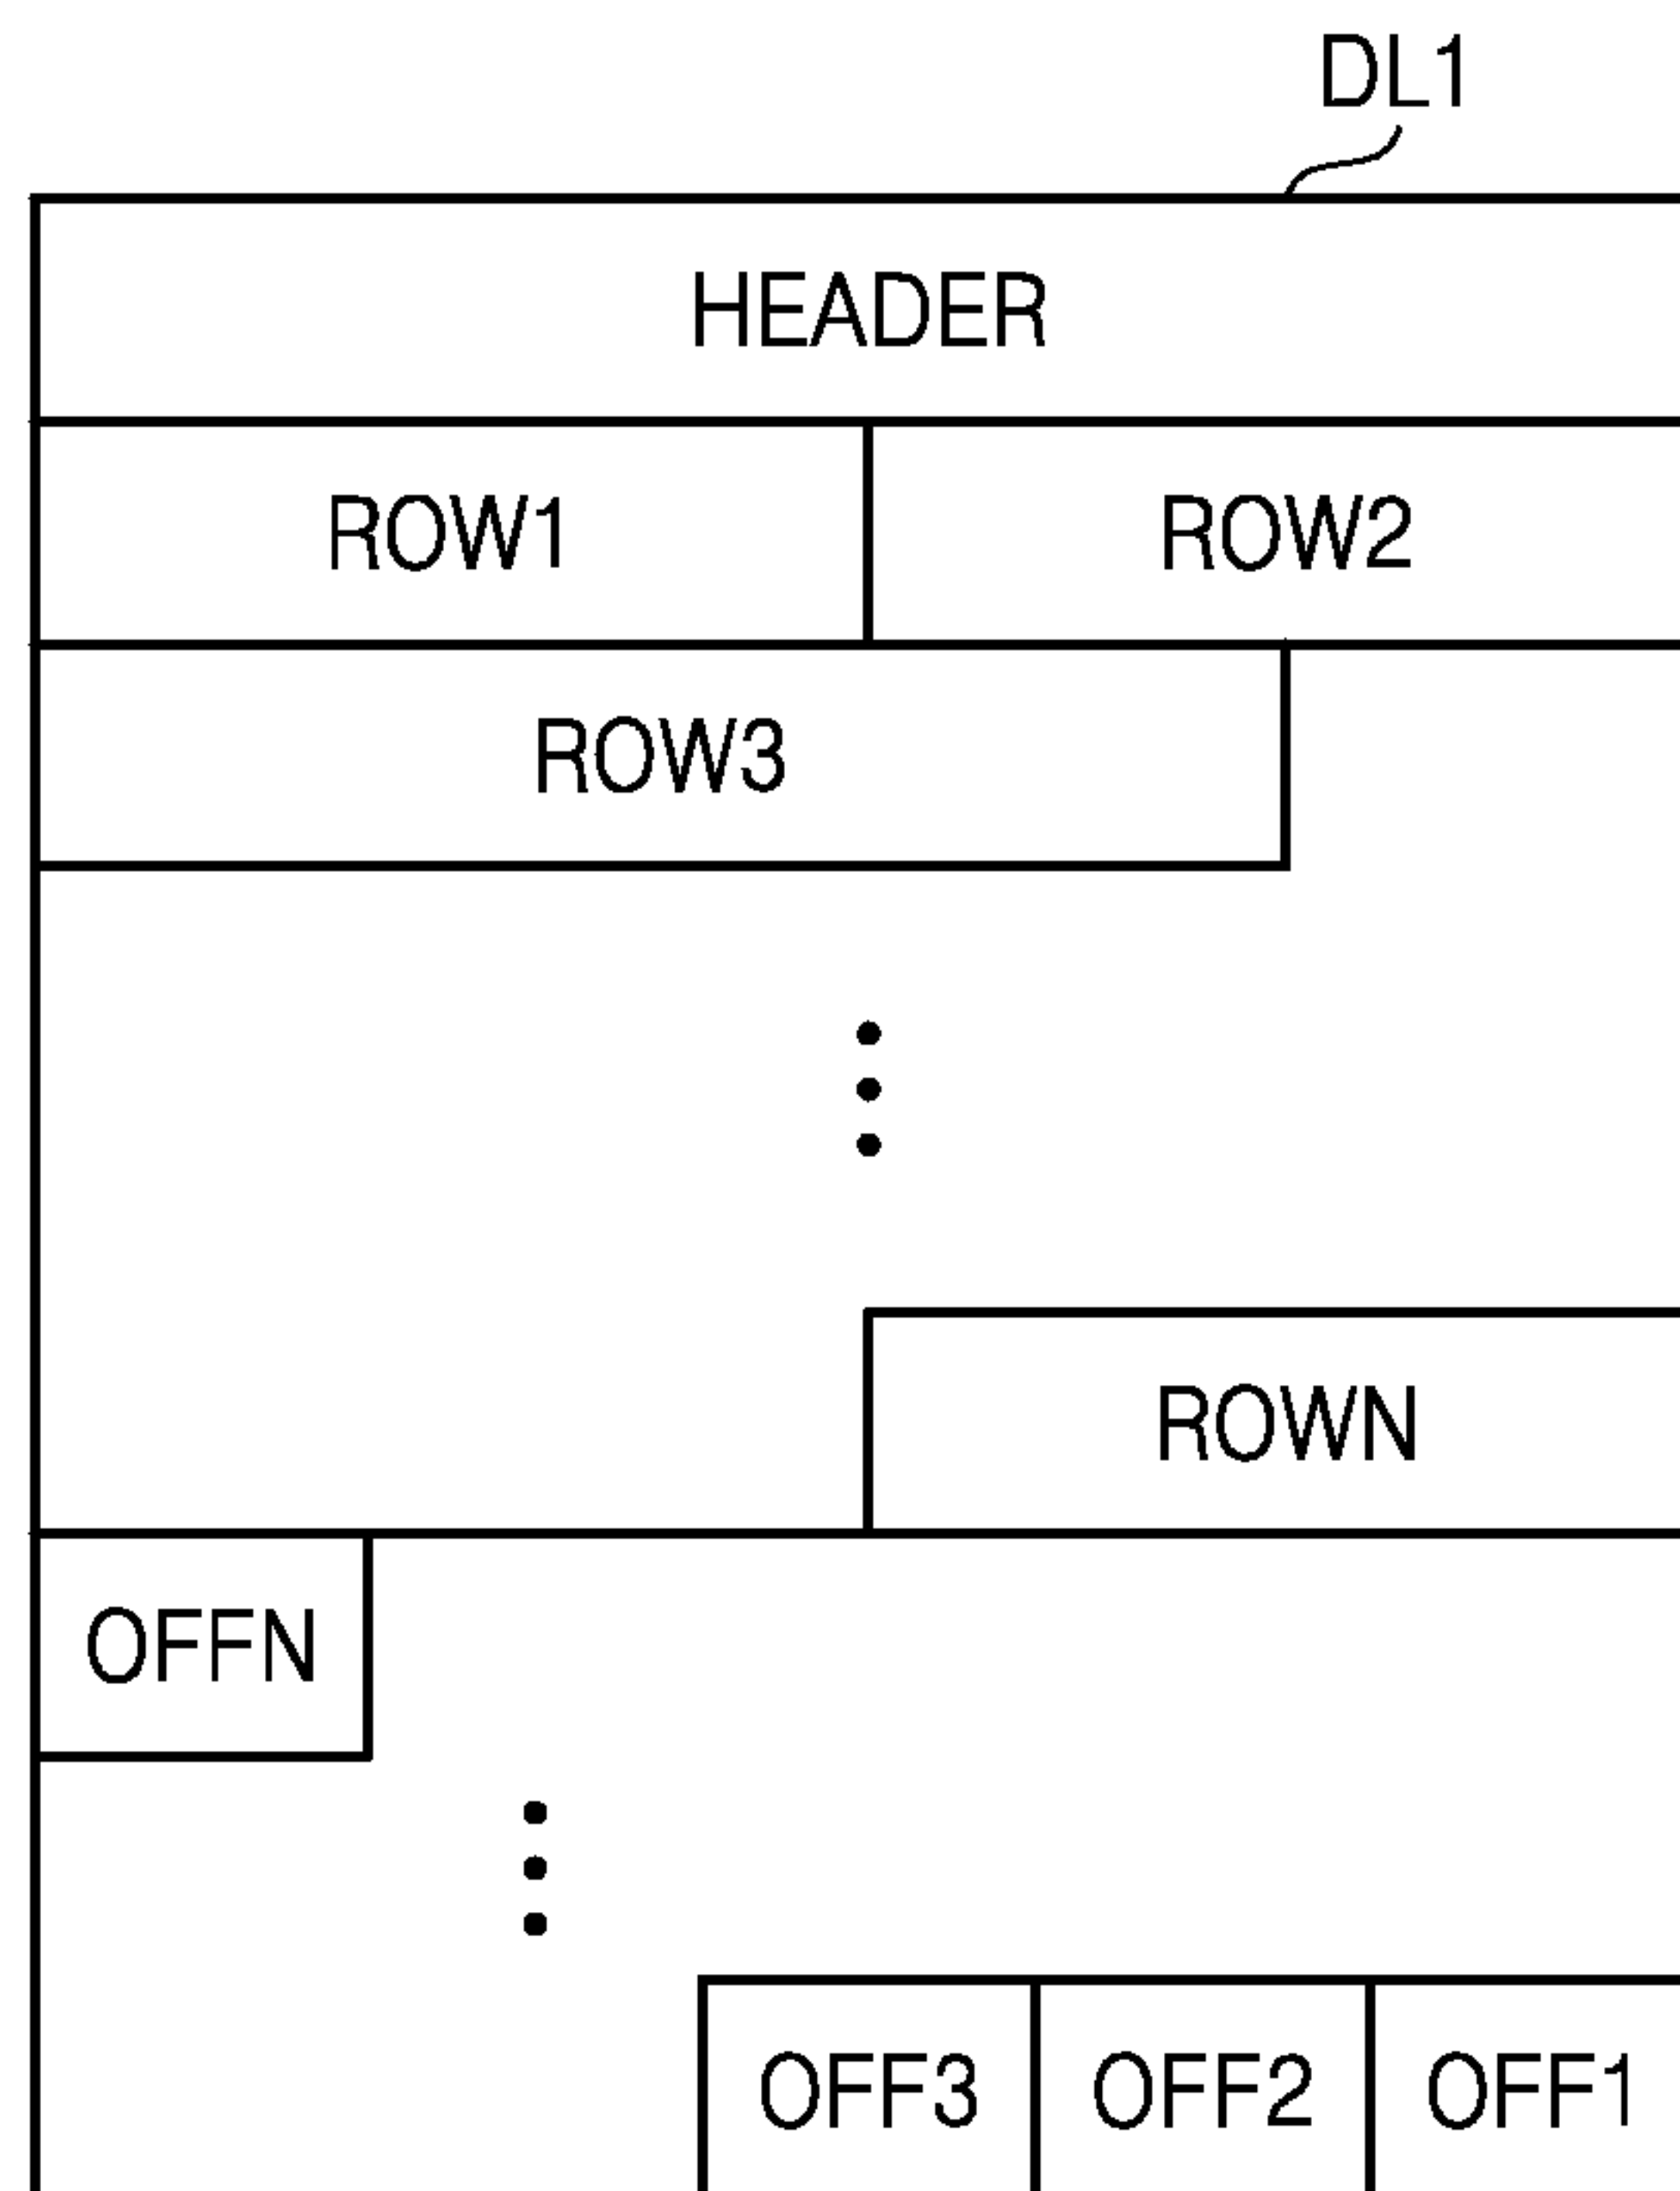 DL1
HEADER
ROW1 ROW2
ROW3
ROWN
OFFN
OFF3 OFF2 OFF1